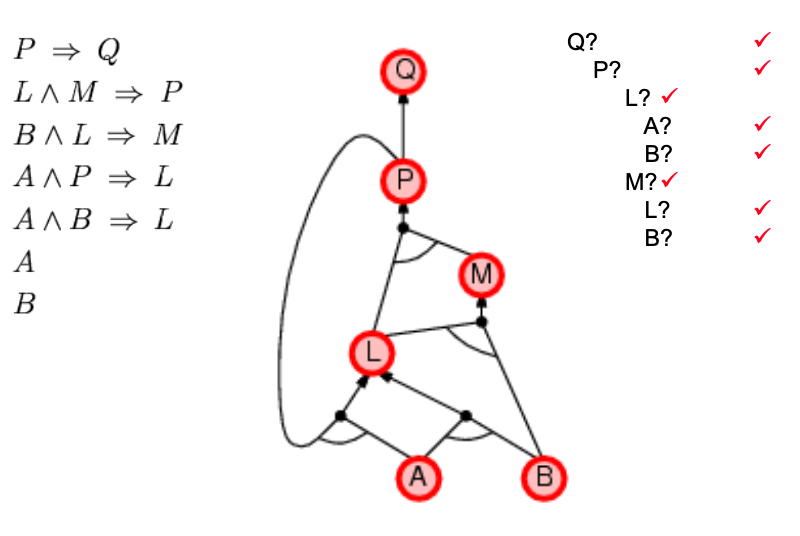 P ⇒ Q
L ∧ M ⇒ P
B ∧ L ⇒ M
A ∧ P ⇒ L
A ∧ B ⇒ L
A
B
Q
P
M
L
A
B
Q? ✓
P? ✓
L? ✓
A? ✓
B? ✓
M? ✓
L? ✓
B? ✓